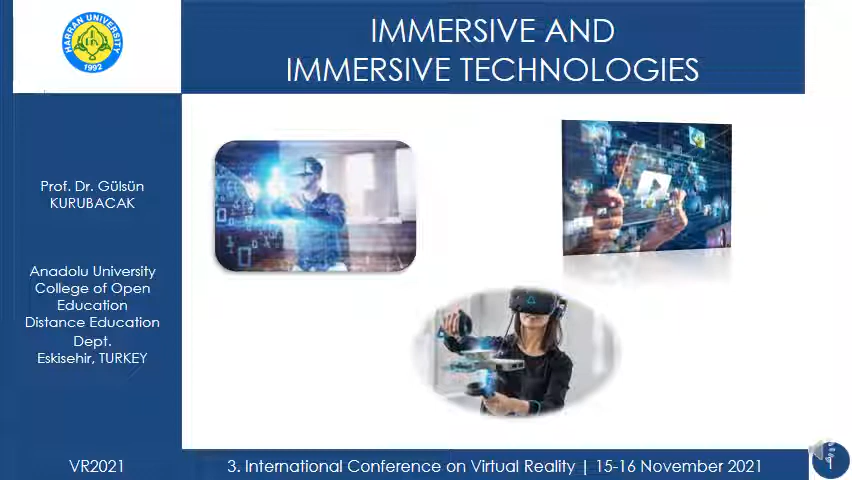 HARRAN UNIVERSITY
1992
IMMERSIVE AND
IMMERSIVE TECHNOLOGIES
Prof. Dr. Gülsün
KURUBACAK
Anadolu University
College of Open
Education
Distance Education
Dept.
Eskisehir, TURKEY
VR2021
3. International Conference on Virtual Reality | 15-16 November 2021
1